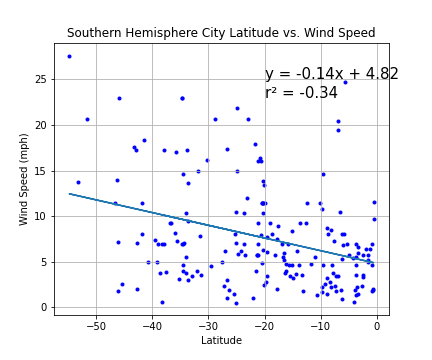 Southern Hemisphere City Latitude vs. Wind Speed
y = -0.14x + 4.82
r² = -0.34
25
20
15
10
5
0
Wind Speed (mph)
−50
−40
−30
−20
−10
0
Latitude